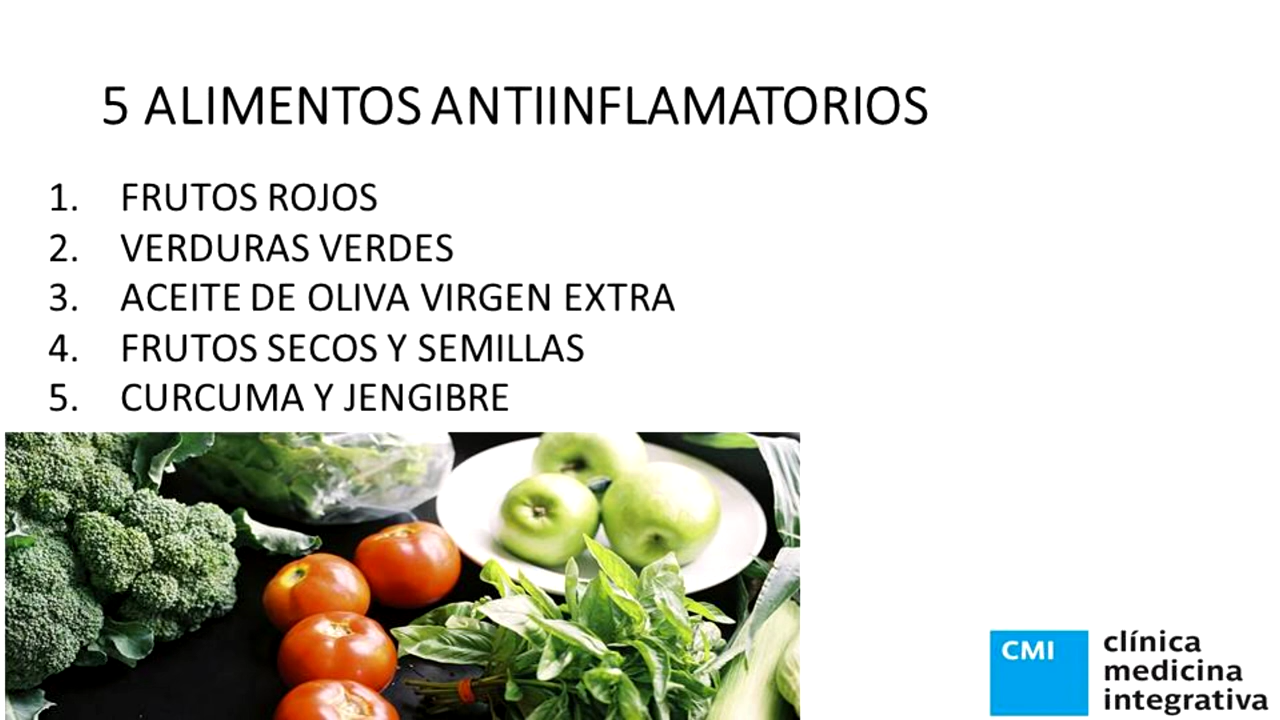 5 ALIMENTOS ANTIINFLAMATORIOS
1. FRUTOS ROJOS
2. VERDURAS VERDES
3. ACEITE DE OLIVA VIRGEN EXTRA
4. FRUTOS SECOS Y SEMILLAS
5. CURCUMA Y JENGIBRE
CMI
clínica
medicina
integrativa